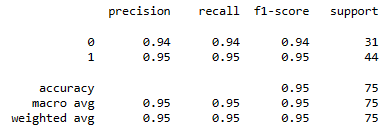 precision recall f1-score support
0 0.94 0.94 0.94 31
1 0.95 0.95 0.95 44
accuracy 0.95 75
macro avg 0.95 0.95 0.95 75
weighted avg 0.95 0.95 0.95 75